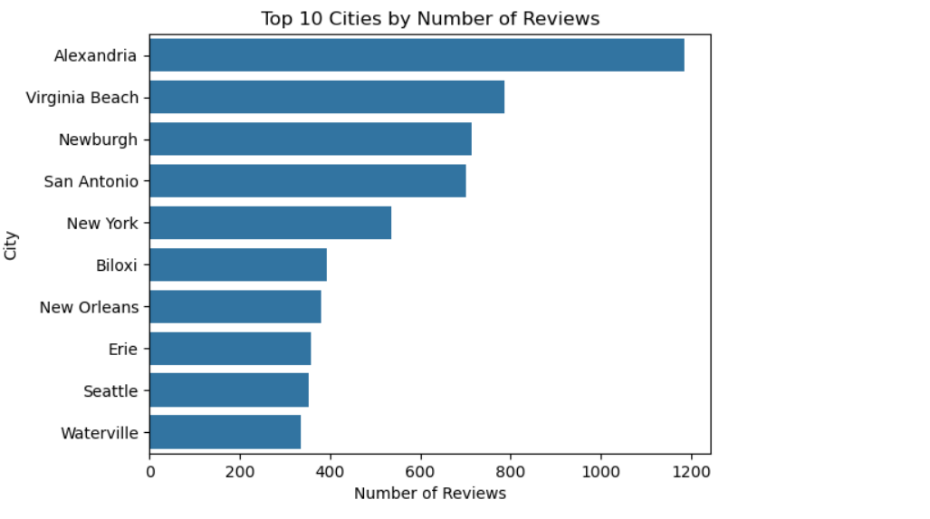 Top 10 Cities by Number of Reviews
Alexandria
Virginia Beach
Newburgh
San Antonio
New York
City
Biloxi
New Orleans
Erie
Seattle
Waterville
0 200 400 600 800 1000 1200
Number of Reviews